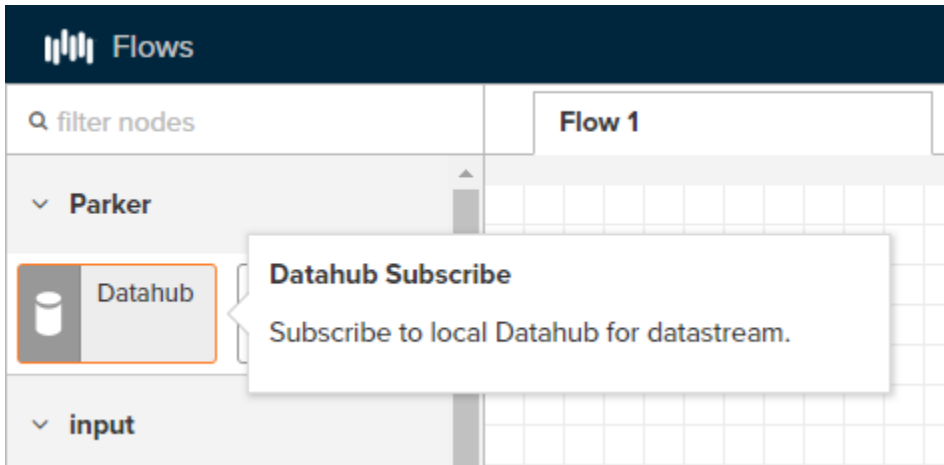 Flows
filter nodes
Flow 1
Parker
Datahub
Datahub Subscribe
Subscribe to local Datahub for datastream.
input